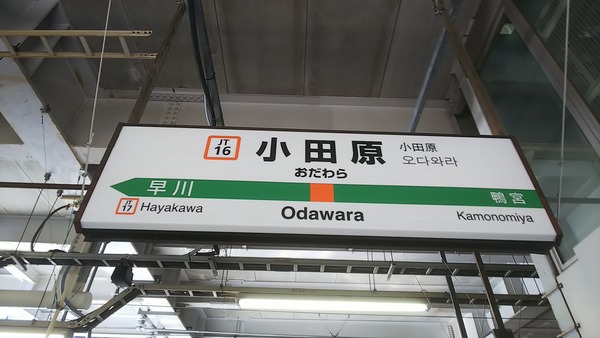 JT
16
小田原
小田原
오다와라
おだわら
早川
鴨宮
JT
17
Hayakawa
Odawara
Kamonomiya